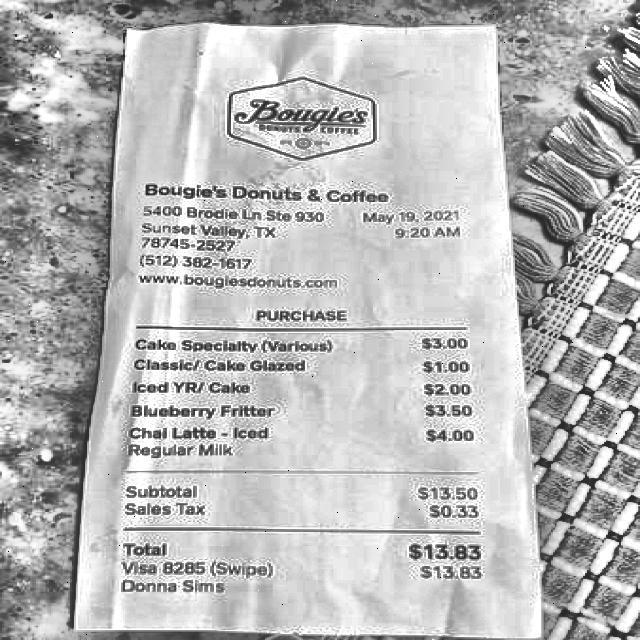 Bougie's
DONUTS & COFFEE
Bougie's Donuts & Coffee
5400 Brodie Ln Ste 930 May 19, 2021
Sunset Valley, TX 9:20 AM
78745-2527
(512) 382-1617
www.bougiesdonuts.com
PURCHASE
Cake Specialty (Various) $3.00
Classic/ Cake Glazed $1.00
Iced YR/ Cake $2.00
Blueberry Fritter $3.50
Chai Latte - Iced $4.00
Regular Milk
Subtotal $13.50
Sales Tax $0.33
Total $13.83
Visa 8285 (Swipe) $13.83
Donna Sims